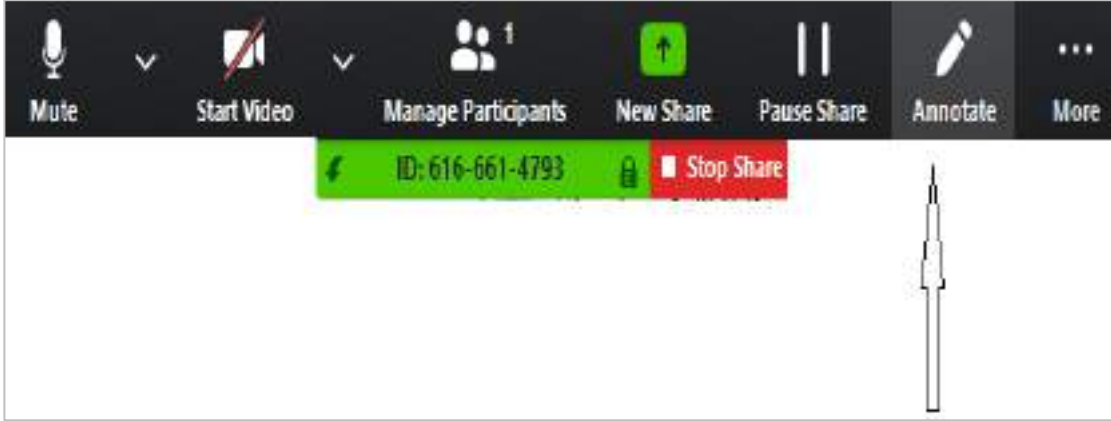 1
Mute Start Video Manage Participants New Share Pause Share Annotate More
ID: 616-661-4793 Stop Share